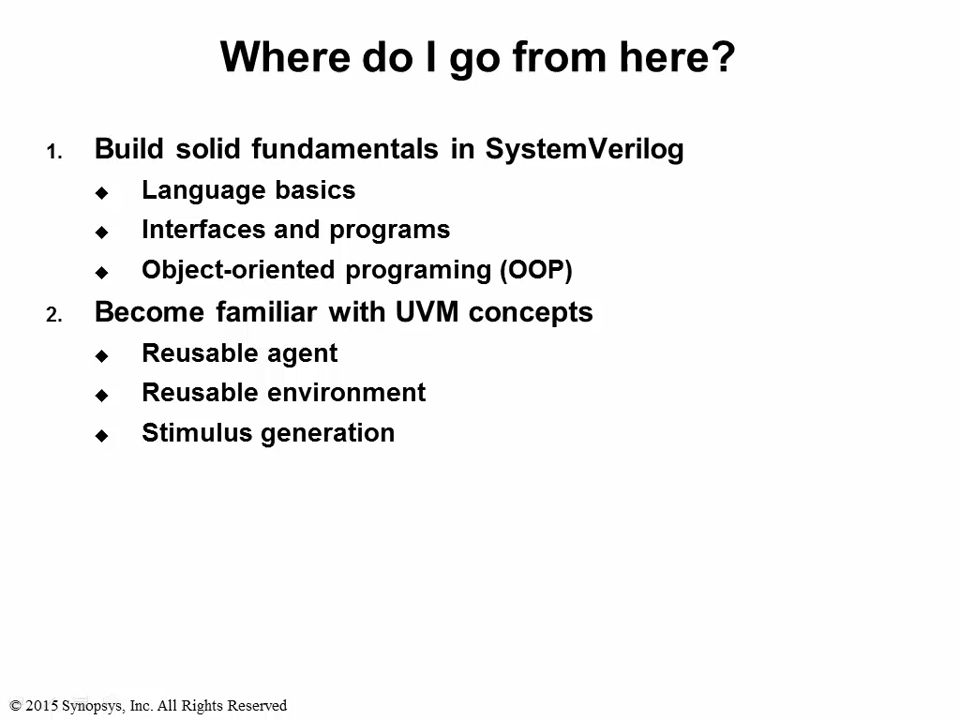 Where do I go from here?
1. Build solid fundamentals in SystemVerilog
◆ Language basics
◆ Interfaces and programs
◆ Object-oriented programing (OOP)
2. Become familiar with UVM concepts
◆ Reusable agent
◆ Reusable environment
◆ Stimulus generation
© 2015 Synopsys, Inc. All Rights Reserved